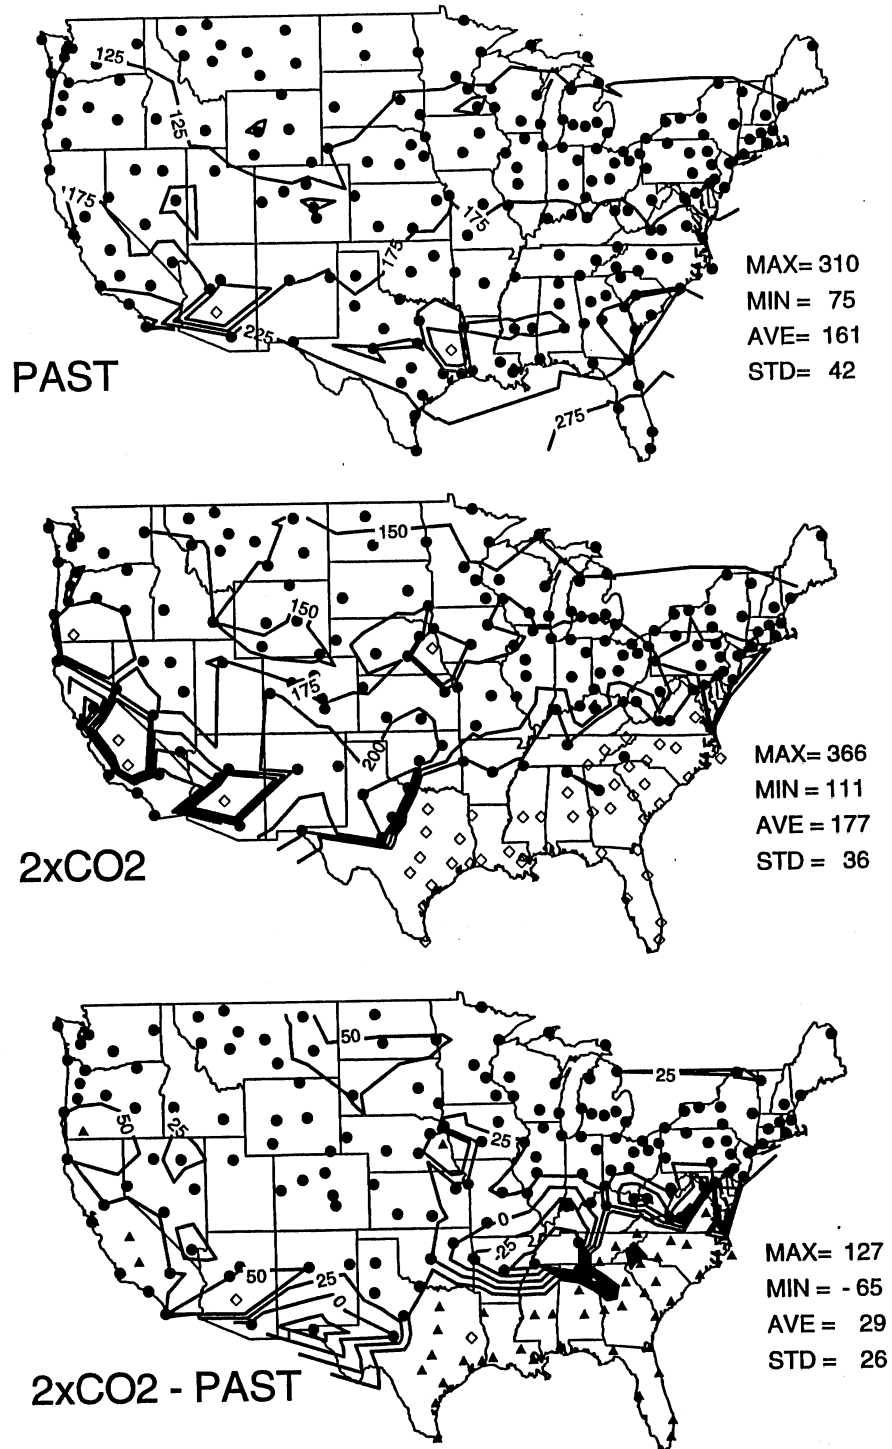 125
125
175
175
175
225
275
PAST
MAX= 310
MIN = 75
AVE= 161
STD= 42
150
150
175
200
2xCO2
MAX= 366
MIN = 111
AVE = 177
STD = 36
50
25
50
25
25
0
-25
50
25
0
2xCO2 - PAST
MAX= 127
MIN = - 65
AVE = 29
STD = 26